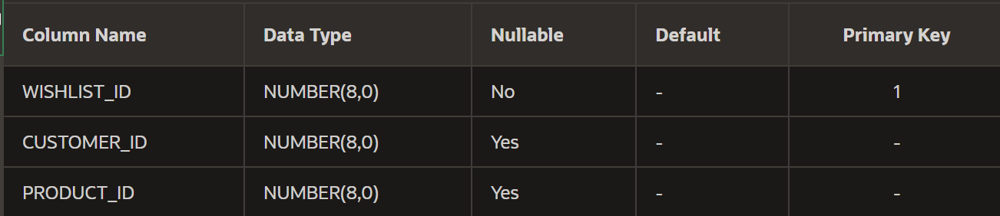 Column Name Data Type Nullable Default Primary Key
WISHLIST_ID NUMBER(8,0) No - 1
CUSTOMER_ID NUMBER(8,0) Yes - -
PRODUCT_ID NUMBER(8,0) Yes - -